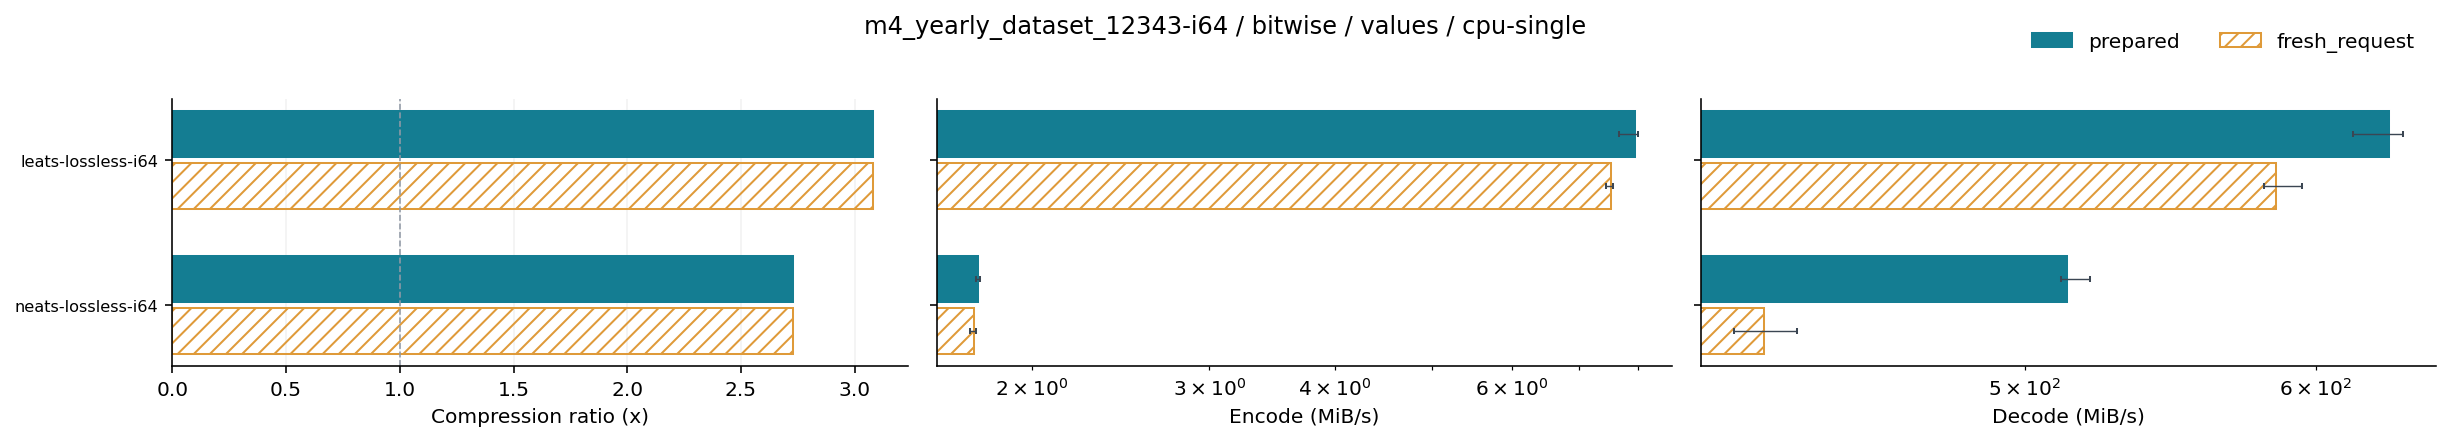 m4_yearly_dataset_12343-i64 / bitwise / values / cpu-single
prepared
fresh_request
leats-lossless-i64
neats-lossless-i64
0.0 0.5 1.0 1.5 2.0 2.5 3.0
Compression ratio (x)
2 × 10⁰ 3 × 10⁰ 4 × 10⁰ 6 × 10⁰
Encode (MiB/s)
5 × 10² 6 × 10²
Decode (MiB/s)